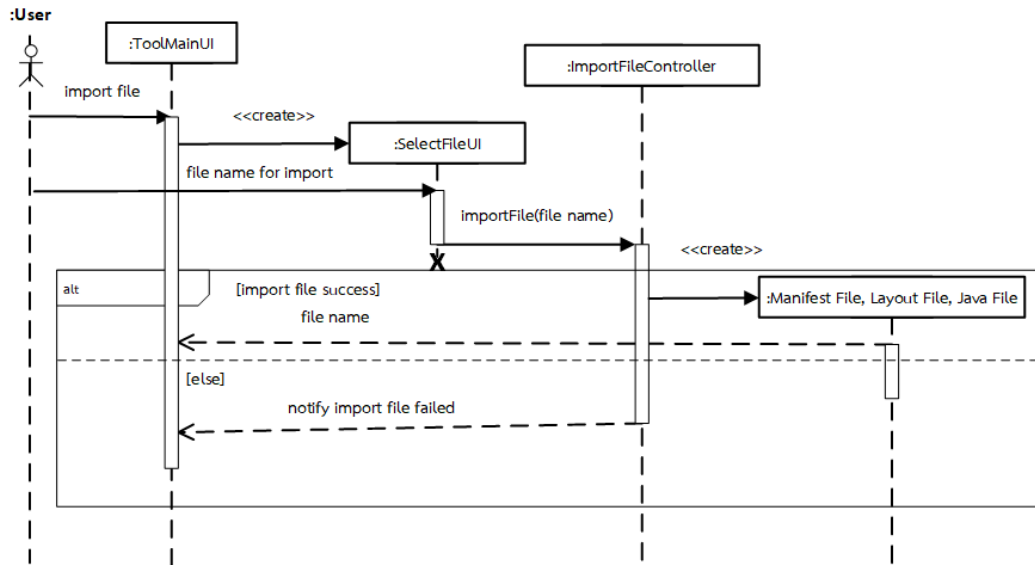 :User
:ToolMainUI
:ImportFileController
import file
<<create>>
:SelectFileUI
file name for import
importFile(file name)
<<create>>
alt
[import file success]
:Manifest File, Layout File, Java File
file name
[else]
notify import file failed